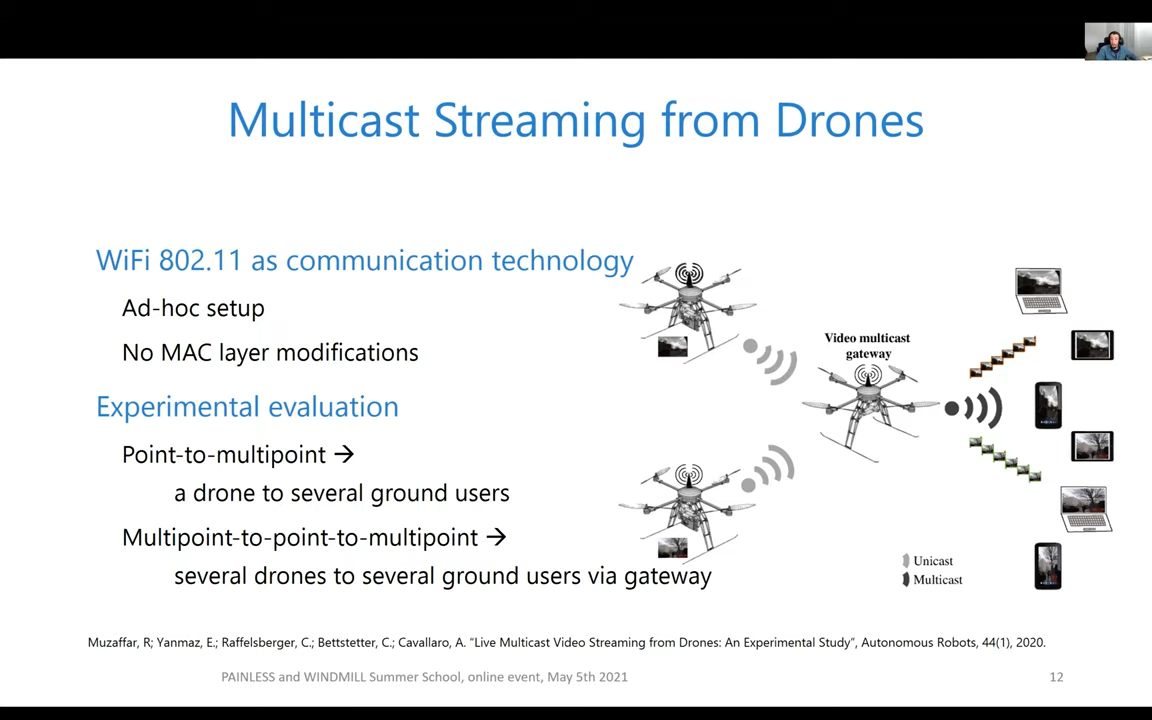 Multicast Streaming from Drones
WiFi 802.11 as communication technology
Ad-hoc setup
No MAC layer modifications
Experimental evaluation
Point-to-multipoint →
a drone to several ground users
Multipoint-to-point-to-multipoint →
several drones to several ground users via gateway
Video multicast
gateway
Unicast
Multicast
Muzaffar, R; Yanmaz, E.; Raffelsberger, C.; Bettstetter, C.; Cavallaro, A. "Live Multicast Video Streaming from Drones: An Experimental Study", Autonomous Robots, 44(1), 2020.
PAINLESS and WINDMILL Summer School, online event, May 5th 2021
12